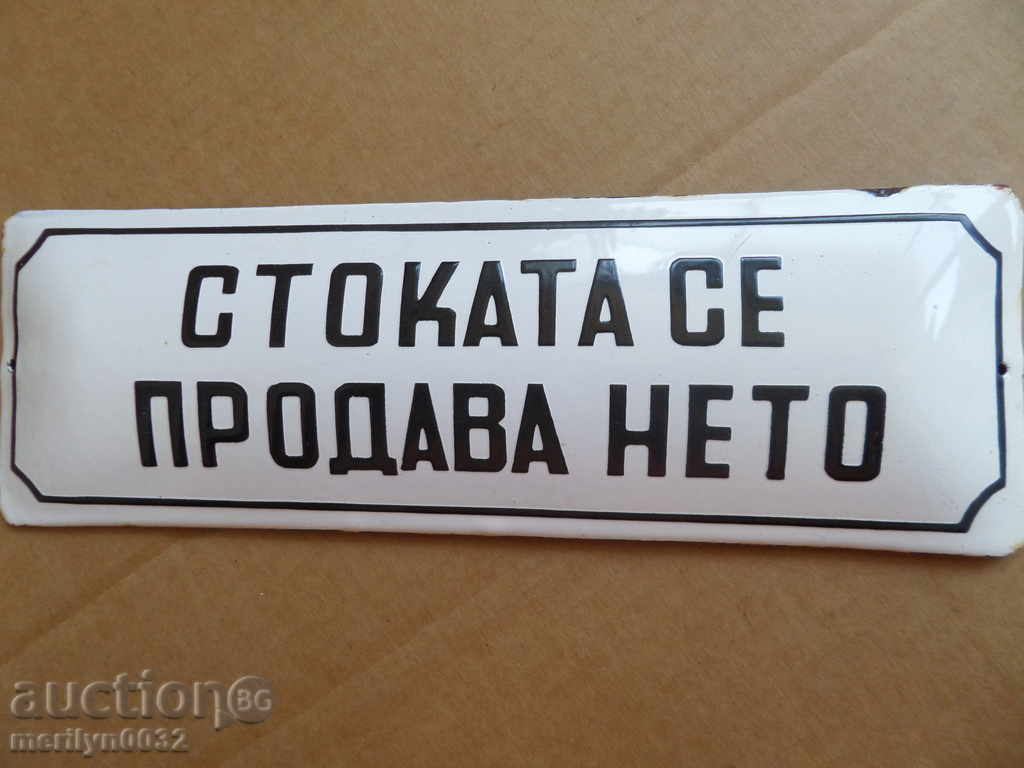 СТОКАТА СЕ
ПРОДАВА НЕТО
auction BG
merilyn0032